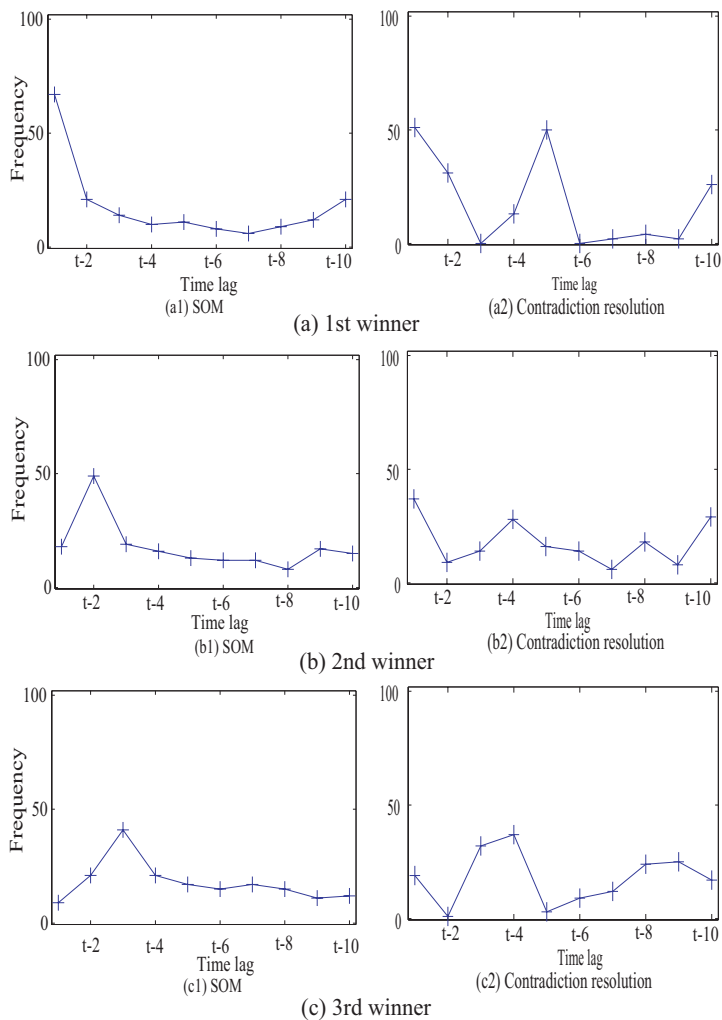 100
50
0
Frequency
t-2 t-4 t-6 t-8 t-10
Time lag
(a1) SOM
100
50
0
t-2 t-4 t-6 t-8 t-10
Time lag
(a2) Contradiction resolution
(a) 1st winner
100
50
0
Frequency
t-2 t-4 t-6 t-8 t-10
Time lag
(b1) SOM
100
50
0
t-2 t-4 t-6 t-8 t-10
Time lag
(b2) Contradiction resolution
(b) 2nd winner
100
50
0
Frequency
t-2 t-4 t-6 t-8 t-10
Time lag
(c1) SOM
100
50
0
t-2 t-4 t-6 t-8 t-10
Time lag
(c2) Contradiction resolution
(c) 3rd winner